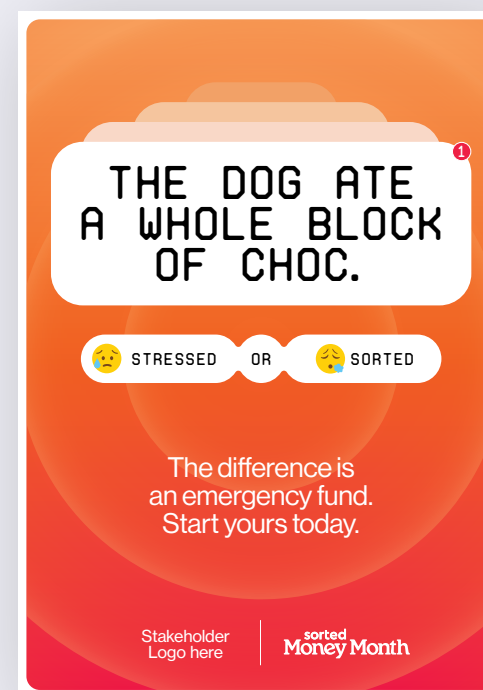 1
THE DOG ATE
A WHOLE BLOCK
OF CHOC.
STRESSED OR SORTED
The difference is
an emergency fund.
Start yours today.
Stakeholder
Logo here
sorted
Money Month